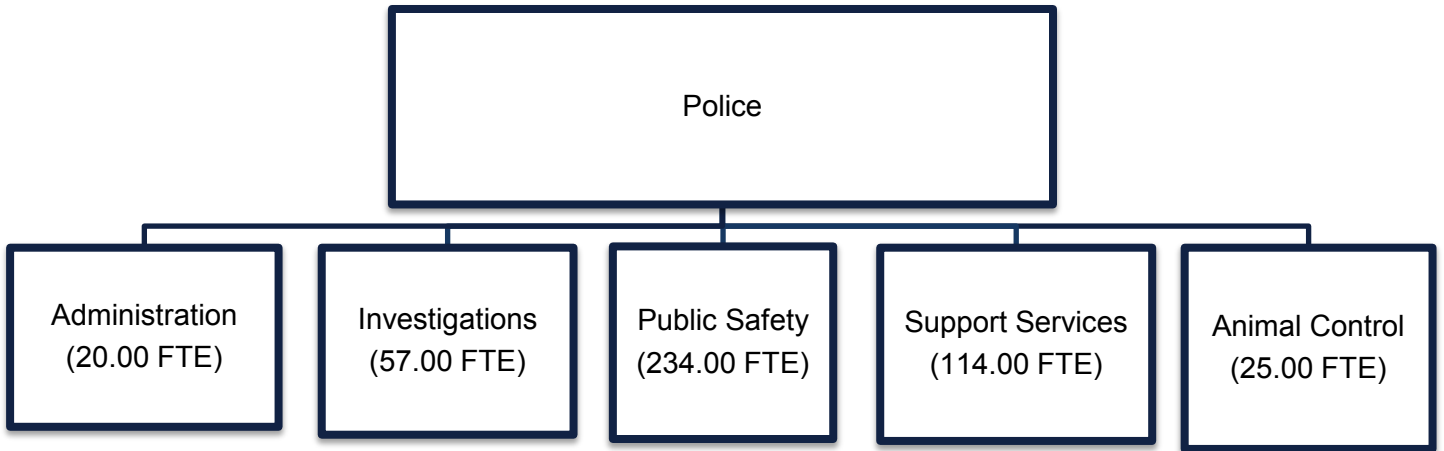 Police
Administration
(20.00 FTE)
Investigations
(57.00 FTE)
Public Safety
(234.00 FTE)
Support Services
(114.00 FTE)
Animal Control
(25.00 FTE)